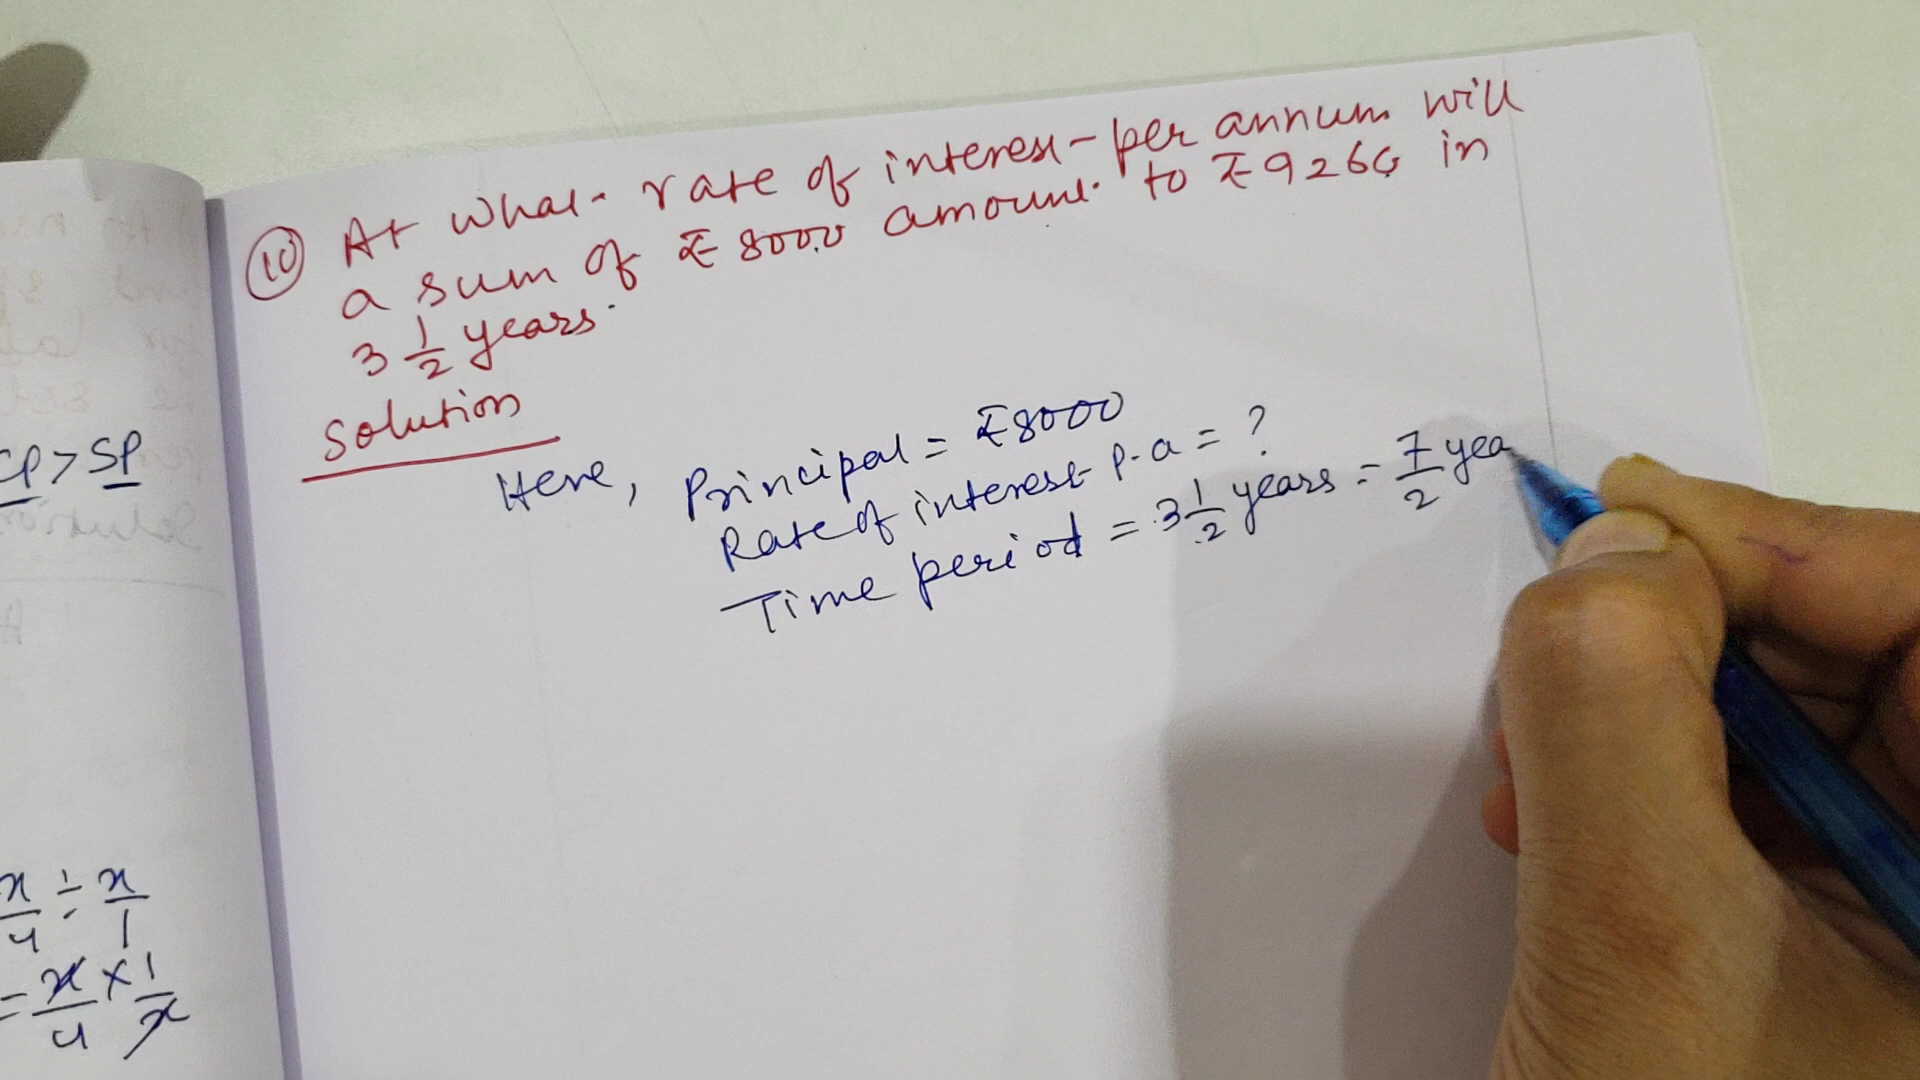 CP > SP
x/4 ÷ x/1
= x/4 × 1/x
10 At what rate of interest per annum will
a sum of ₹8000 amount to ₹9260 in
3 1/2 years.
Solution
Here, Principal = ₹8000
Rate of interest p.a = ?
Time period = 3 1/2 years = 7/2 yea